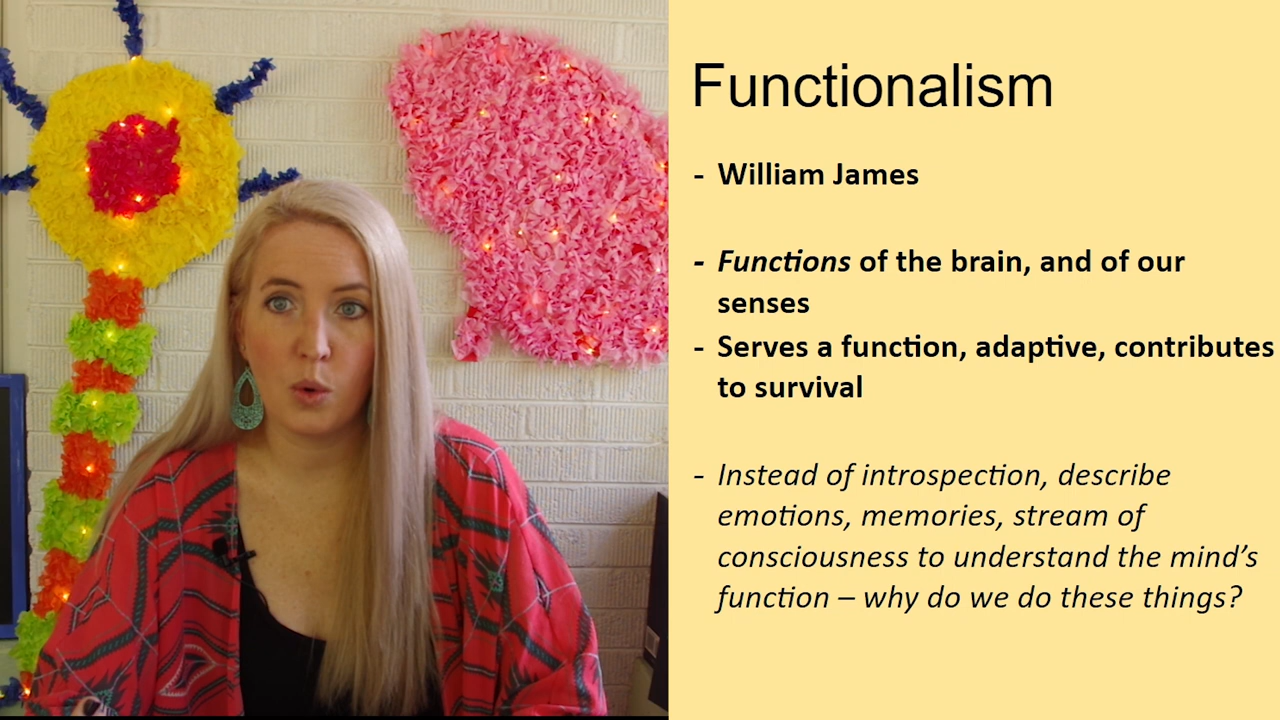 Functionalism
- William James
- Functions of the brain, and of our
senses
- Serves a function, adaptive, contributes
to survival
- Instead of introspection, describe
emotions, memories, stream of
consciousness to understand the mind's
function – why do we do these things?